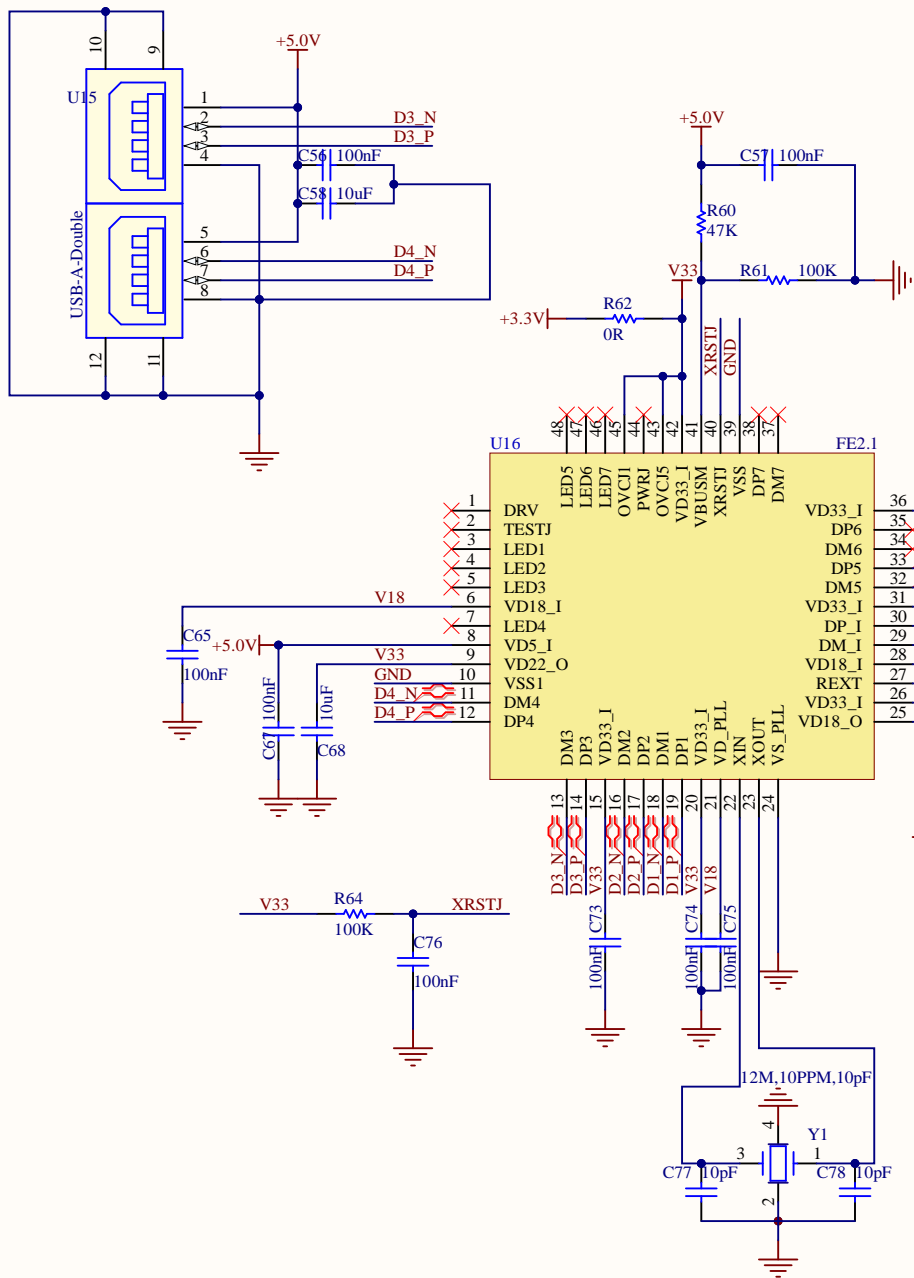 10
9
+5.0V
U15
1
2
3
4
D3_N
D3_P
C56 100nF
C58 10uF
USB-A-Double
5
6
7
8
D4_N
D4_P
12
11
+5.0V
C57 100nF
R60
47K
V33
R61 100K
R62
+3.3V
0R
XRSTJ
GND
U16
FE2.1
48
47
46
45
44
43
42
41
40
39
38
37
LED5
LED6
LED7
OVCJ1
PWRJ
OVCJ5
VD33_I
VBUSM
XRSTJ
VSS
DP7
DM7
1 DRV
2 TESTJ
3 LED1
4 LED2
5 LED3
V18 6 VD18_I
7 LED4
+5.0V 8 VD5_I
V33 9 VD22_O
GND 10 VSS1
D4_N 11 DM4
D4_P 12 DP4
VD33_I 36
DP6 35
DM6 34
DP5 33
DM5 32
VD33_I 31
DP_I 30
DM_I 29
VD18_I 28
REXT 27
VD33_I 26
VD18_O 25
C65
100nF
C67 100nF
10uF
C68
DM3
DP3
VD33_I
DM2
DP2
DM1
DP1
VD33_I
VD_PLL
XIN
XOUT
VS_PLL
13
14
15
16
17
18
19
20
21
22
23
24
D3_N
D3_P
V33
D2_N
D2_P
D1_N
D1_P
V33
V18
V33
R64
100K
XRSTJ
C76
100nF
C73
100nF
C74
100nF
C75
100nF
12M,10PPM,10pF
4
Y1
3
1
2
C77 10pF
C78 10pF